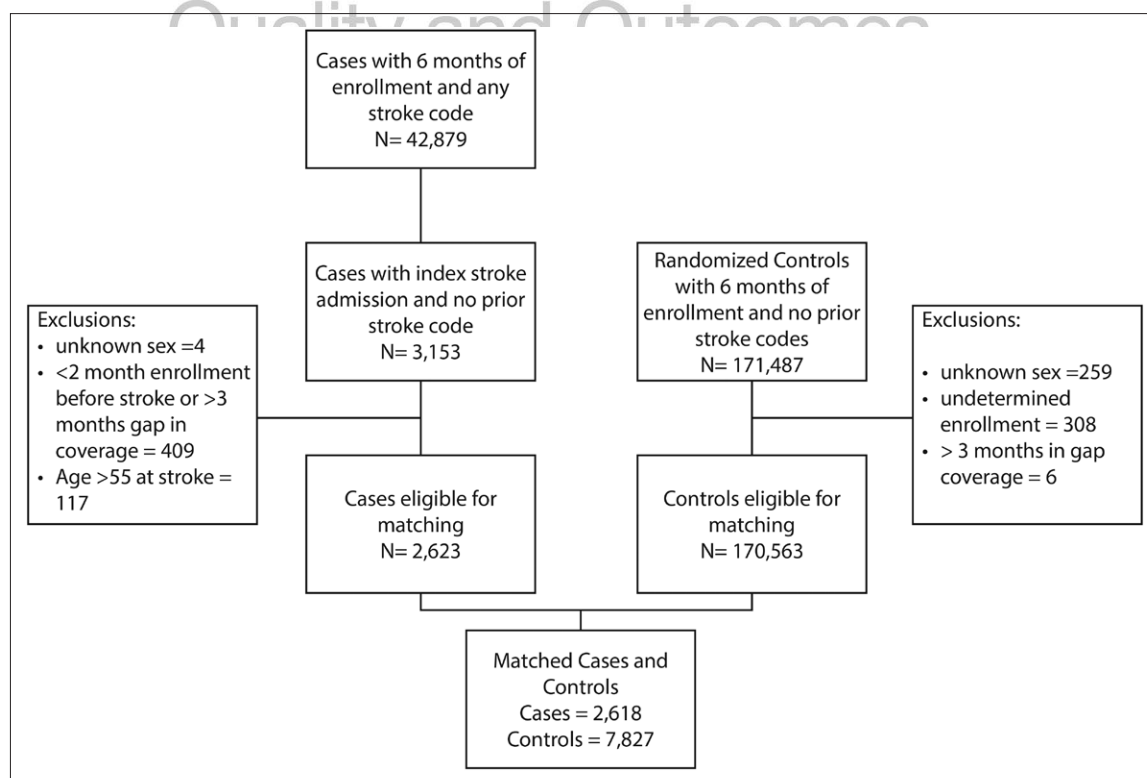 Quality and Outcomes
Cases with 6 months of
enrollment and any
stroke code
N= 42,879
Cases with index stroke
admission and no prior
stroke code
N= 3,153
Randomized Controls
with 6 months of
enrollment and no prior
stroke codes
N= 171,487
Exclusions:
• unknown sex =4
• <2 month enrollment
before stroke or >3
months gap in
coverage = 409
• Age >55 at stroke =
117
Exclusions:
• unknown sex =259
• undetermined
enrollment = 308
• > 3 months in gap
coverage = 6
Cases eligible for
matching
N= 2,623
Controls eligible for
matching
N= 170,563
Matched Cases and
Controls
Cases = 2,618
Controls = 7,827